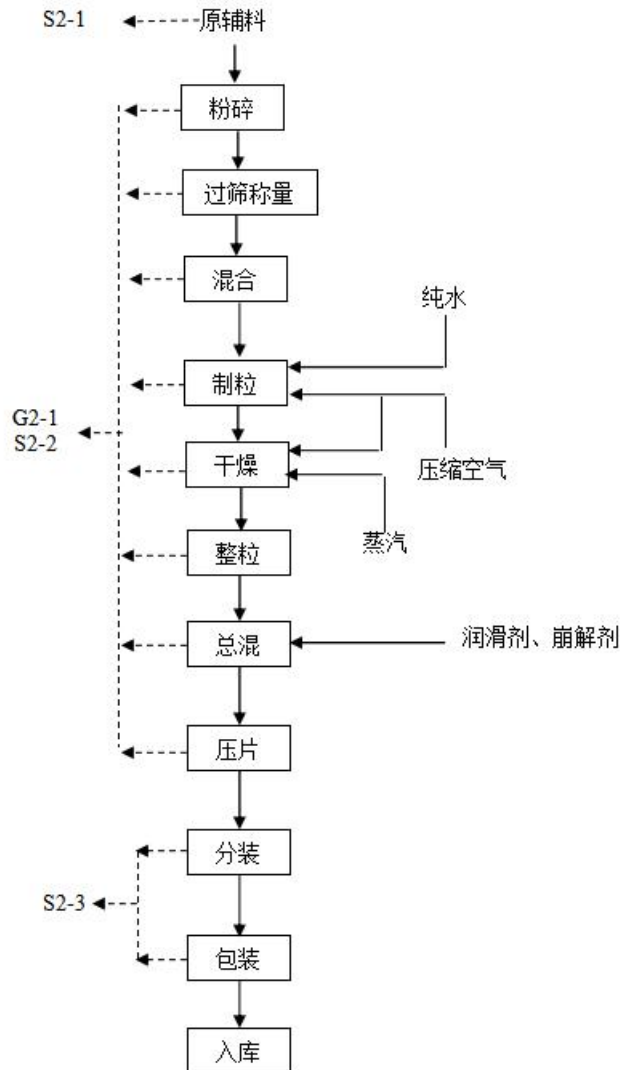 S2-1
原辅料
粉碎
过筛称量
混合
纯水
制粒
G2-1
S2-2
干燥
压缩空气
蒸汽
整粒
总混
润滑剂、崩解剂
压片
分装
S2-3
包装
入库